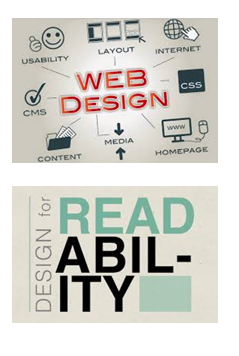 USABILITY
LAYOUT
INTERNET
WEB
DESIGN
CSS
CMS
WWW
CONTENT
MEDIA
HOMEPAGE
DESIGN for
READ
ABIL-
ITY